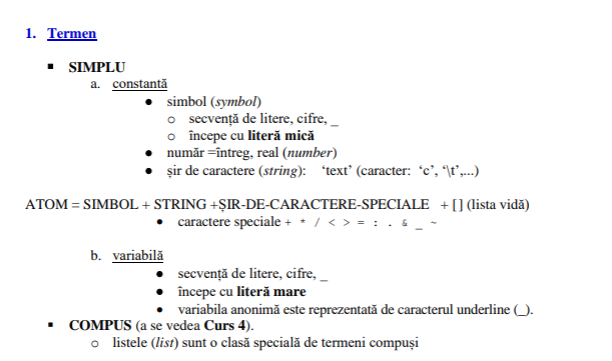 1. Termen
▪ SIMPLU
a. constantă
● simbol (symbol)
o secvență de litere, cifre, _
o începe cu literă mică
● număr =întreg, real (number)
● șir de caractere (string): ‘text’ (caracter: ‘c’, ‘\t’,...)
ATOM = SIMBOL + STRING +ȘIR-DE-CARACTERE-SPECIALE + [] (lista vidă)
● caractere speciale + * / < > = : . & _ ~
b. variabilă
● secvență de litere, cifre, _
● începe cu literă mare
● variabila anonimă este reprezentată de caracterul underline (_).
▪ COMPUS (a se vedea Curs 4).
o listele (list) sunt o clasă specială de termeni compuși